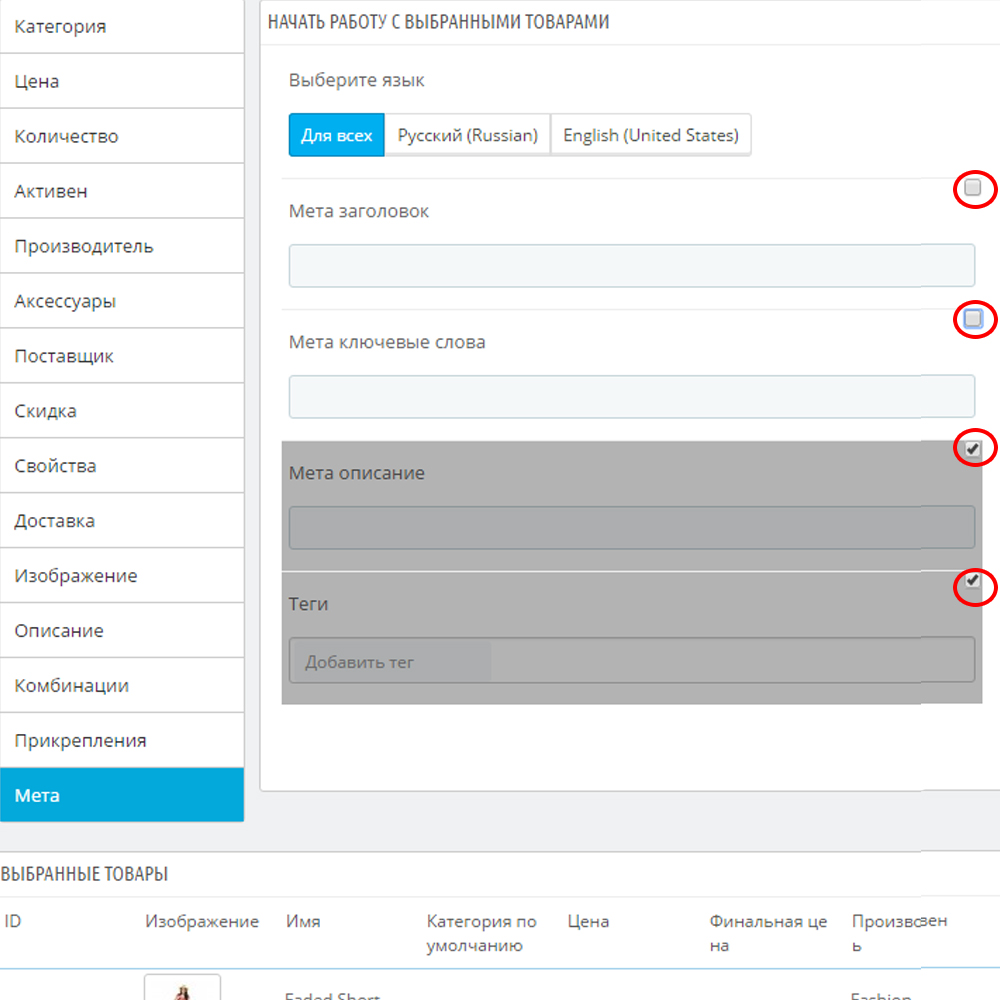 Категория
Цена
Количество
Активен
Производитель
Аксессуары
Поставщик
Скидка
Свойства
Доставка
Изображение
Описание
Комбинации
Прикрепления
Мета
НАЧАТЬ РАБОТУ С ВЫБРАННЫМИ ТОВАРАМИ
Выберите язык
Для всех Русский (Russian) English (United States)
Мета заголовок
Мета ключевые слова
Мета описание
Теги
Добавить тег
ВЫБРАННЫЕ ТОВАРЫ
ID Изображение Имя Категория по Цена Финальная це
умолчанию на ь
Faded Short Fashion